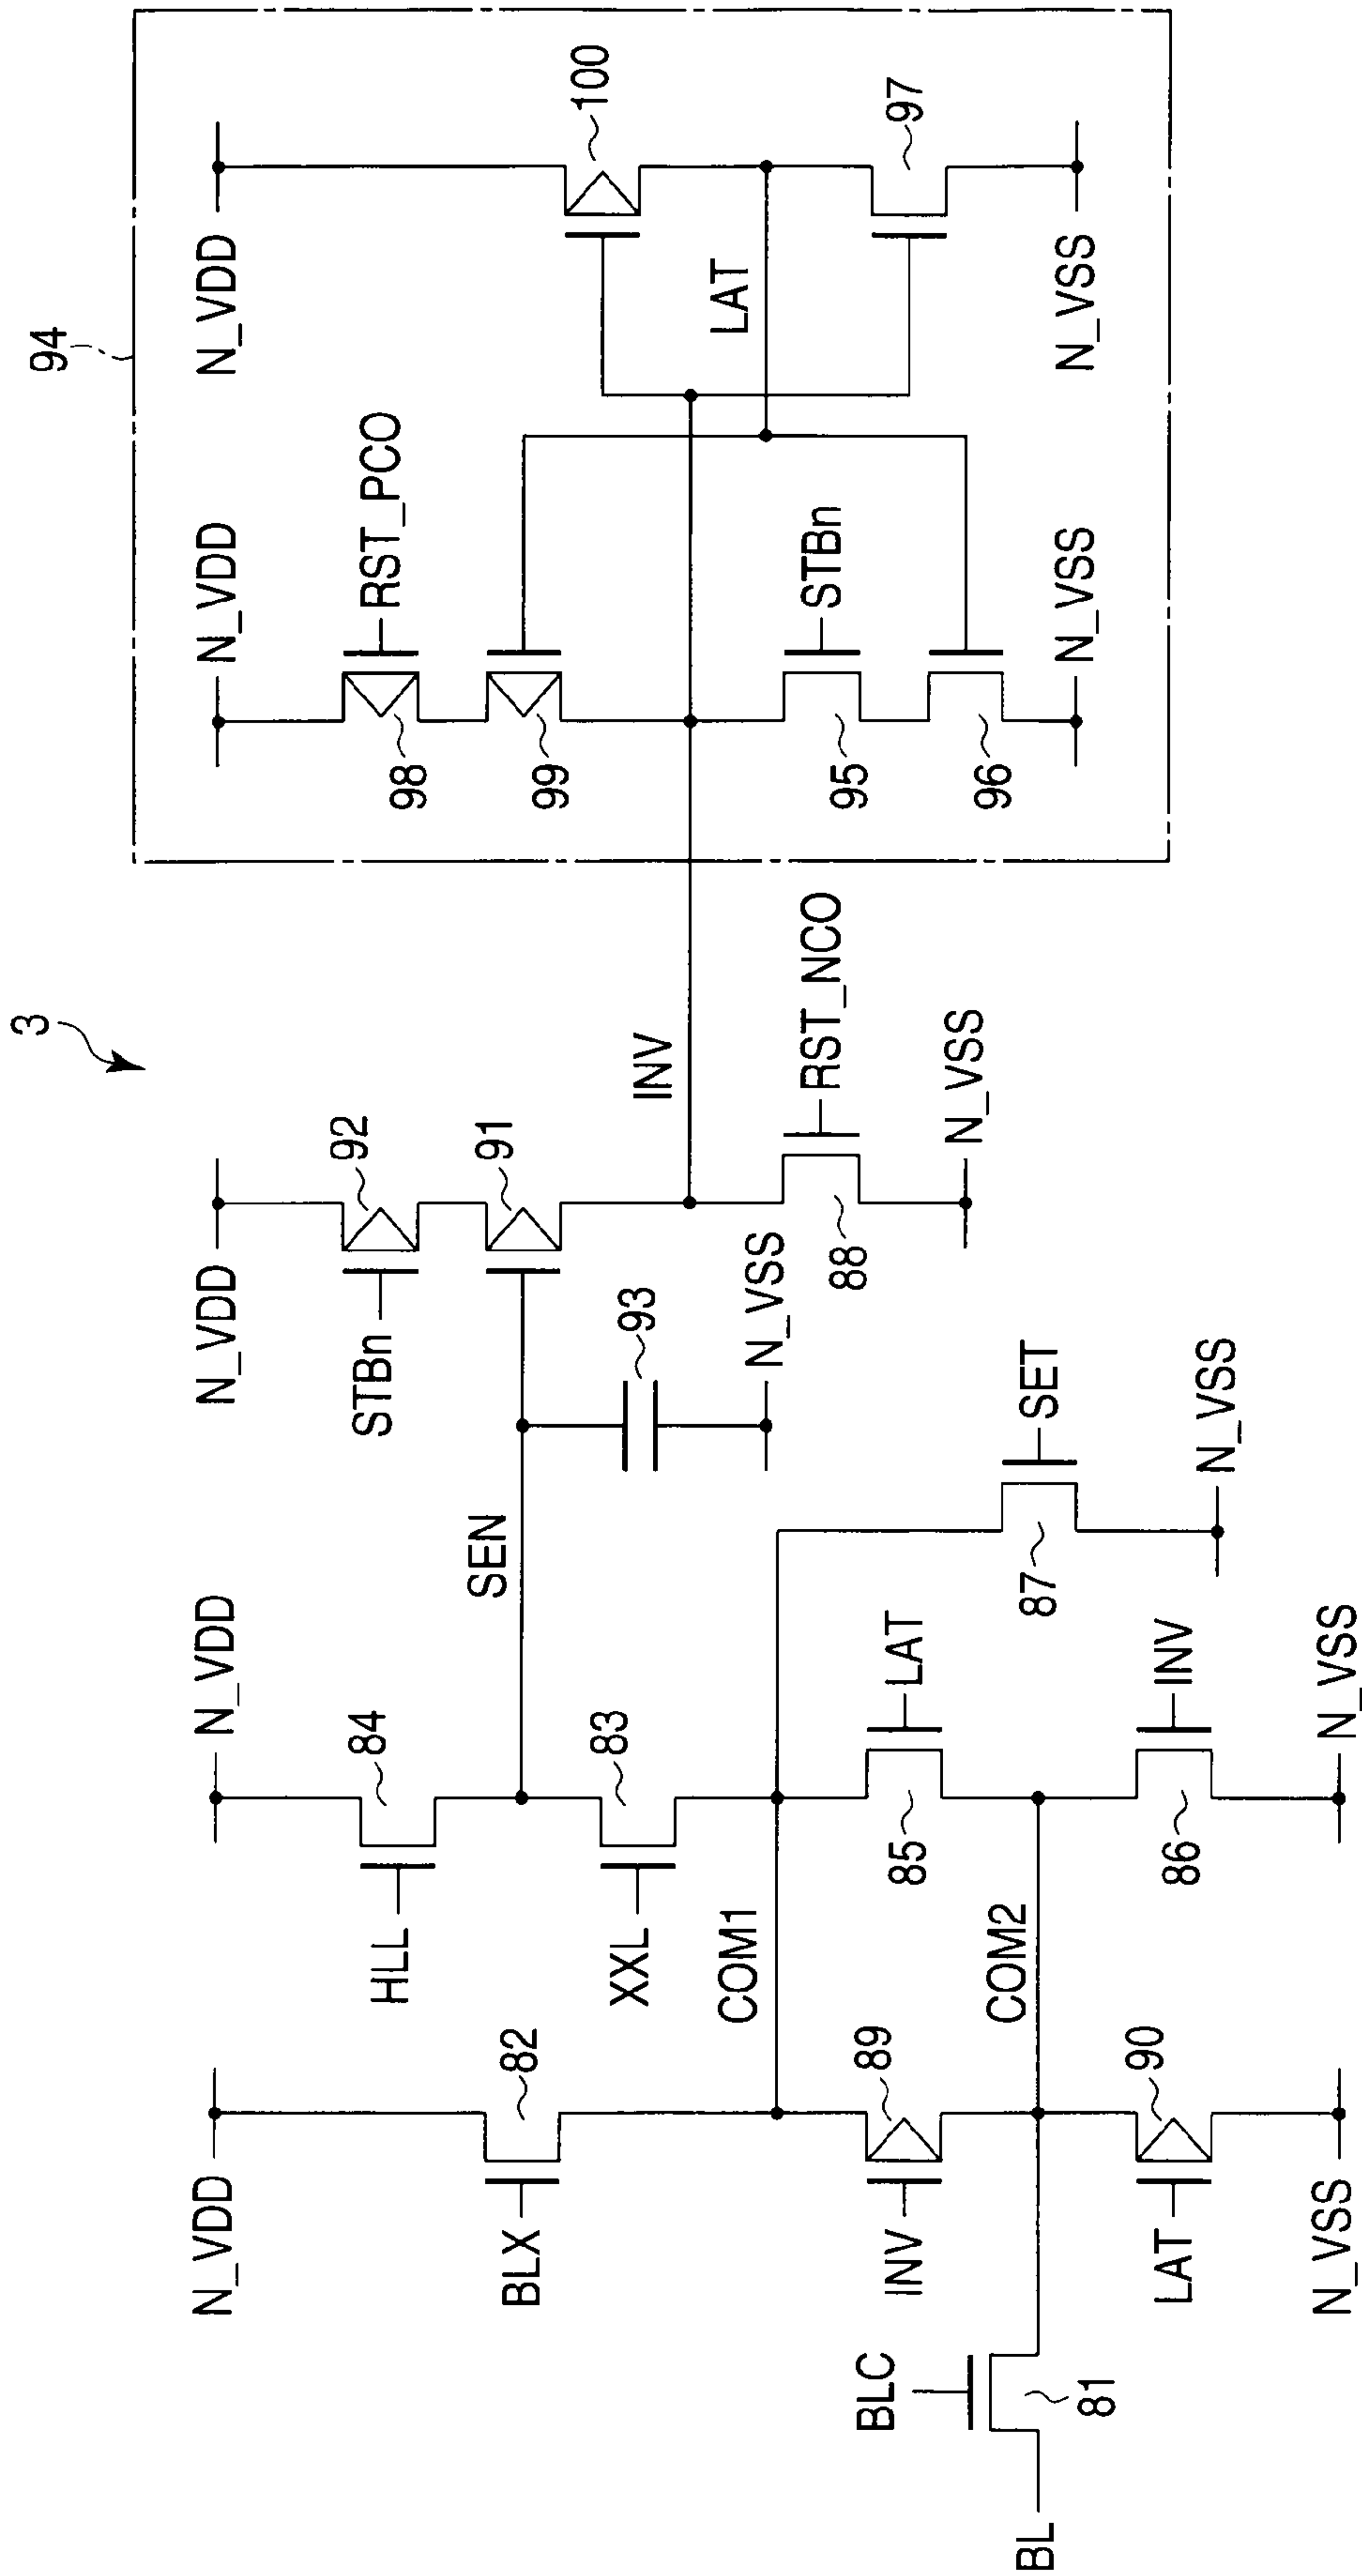 3
94
N_VDD
N_VDD
N_VDD
N_VDD
N_VDD
HLL
84
STBn
92
98
RST_PCO
BLX
82
SEN
91
99
100
XXL
83
93
INV
LAT
COM1
N_VSS
88
RST_NCO
95
STBn
BLC
INV
89
85
LAT
97
N_VSS
96
BL
COM2
87
SET
N_VSS
N_VSS
81
LAT
90
86
INV
N_VSS
N_VSS
N_VSS